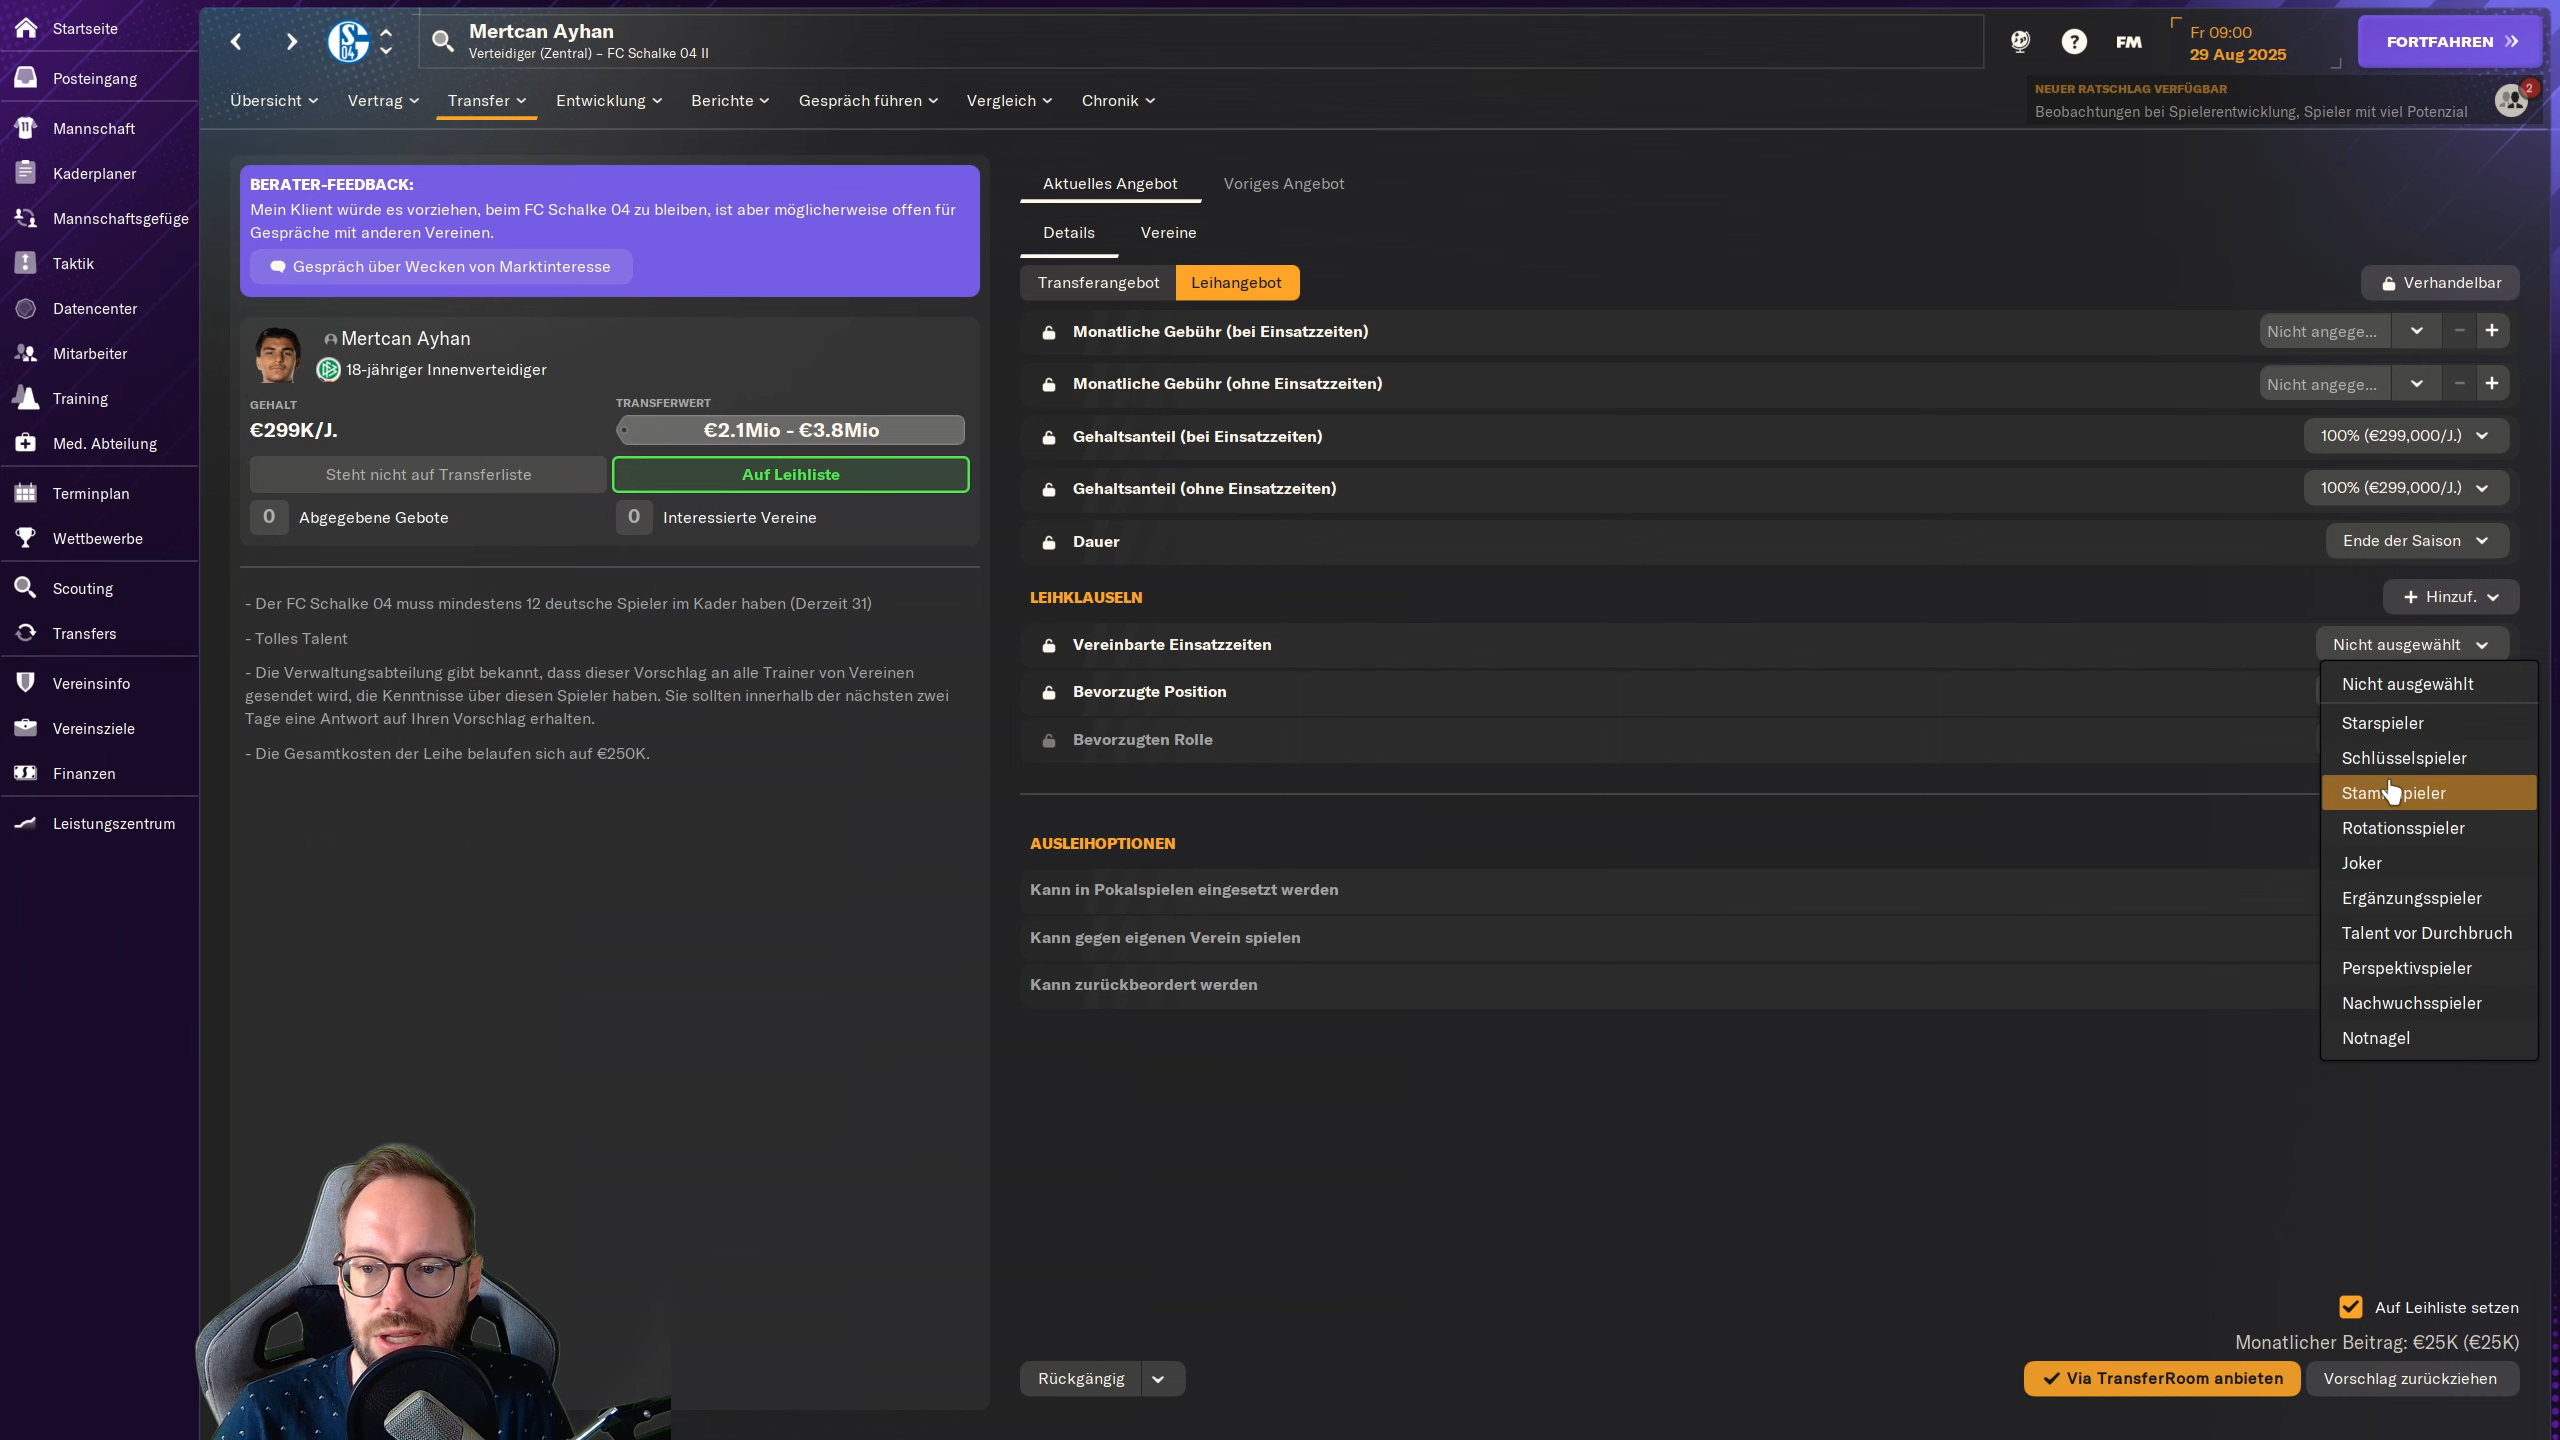 Startseite
Posteingang
Mannschaft
Kaderplaner
Mannschaftsgefüge
Taktik
Datencenter
Mitarbeiter
Training
Med. Abteilung
Terminplan
Wettbewerbe
Scouting
Transfers
Vereinsinfo
Vereinsziele
Finanzen
Leistungszentrum
Mertcan Ayhan
Verteidiger (Zentral) – FC Schalke 04 II
FM
Fr 09:00
29 Aug 2025
FORTFAHREN
Übersicht
Vertrag
Transfer
Entwicklung
Berichte
Gespräch führen
Vergleich
Chronik
NEUER RATSCHLAG VERFÜGBAR
Beobachtungen bei Spielerentwicklung, Spieler mit viel Potenzial
2
BERATER-FEEDBACK:
Mein Klient würde es vorziehen, beim FC Schalke 04 zu bleiben, ist aber möglicherweise offen für
Gespräche mit anderen Vereinen.
Gespräch über Wecken von Marktinteresse
Mertcan Ayhan
18-jähriger Innenverteidiger
GEHALT
€299K/J.
TRANSFERWERT
€2.1Mio - €3.8Mio
Steht nicht auf Transferliste
Auf Leihliste
0 Abgegebene Gebote
0 Interessierte Vereine
- Der FC Schalke 04 muss mindestens 12 deutsche Spieler im Kader haben (Derzeit 31)
- Tolles Talent
- Die Verwaltungsabteilung gibt bekannt, dass dieser Vorschlag an alle Trainer von Vereinen
gesendet wird, die Kenntnisse über diesen Spieler haben. Sie sollten innerhalb der nächsten zwei
Tage eine Antwort auf Ihren Vorschlag erhalten.
- Die Gesamtkosten der Leihe belaufen sich auf €250K.
Aktuelles Angebot
Voriges Angebot
Details
Vereine
Transferangebot
Leihangebot
Verhandelbar
Monatliche Gebühr (bei Einsatzzeiten)
Nicht angege...
Monatliche Gebühr (ohne Einsatzzeiten)
Nicht angege...
Gehaltsanteil (bei Einsatzzeiten)
100% (€299,000/J.)
Gehaltsanteil (ohne Einsatzzeiten)
100% (€299,000/J.)
Dauer
Ende der Saison
LEIHKLAUSELN
+ Hinzuf.
Vereinbarte Einsatzzeiten
Nicht ausgewählt
Bevorzugte Position
Bevorzugten Rolle
Nicht ausgewählt
Starspieler
Schlüsselspieler
Rotationsspieler
Joker
Ergänzungsspieler
Talent vor Durchbruch
Perspektivspieler
Nachwuchsspieler
Notnagel
AUSLEIHOPTIONEN
Kann in Pokalspielen eingesetzt werden
Kann gegen eigenen Verein spielen
Kann zurückbeordert werden
Auf Leihliste setzen
Monatlicher Beitrag: €25K (€25K)
Rückgängig
Via TransferRoom anbieten
Vorschlag zurückziehen